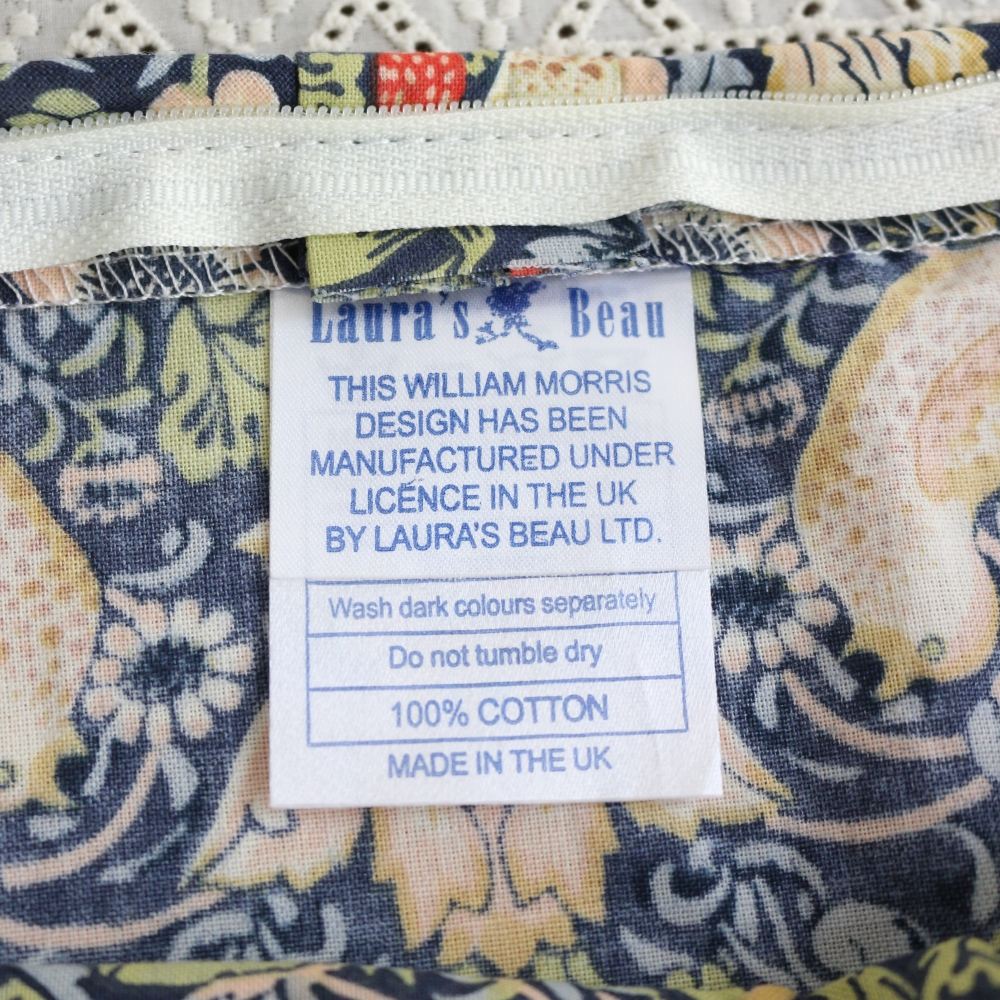 Laura's Beau
THIS WILLIAM MORRIS
DESIGN HAS BEEN
MANUFACTURED UNDER
LICENCE IN THE UK
BY LAURA'S BEAU LTD.
Wash dark colours separately
Do not tumble dry
100% COTTON
MADE IN THE UK